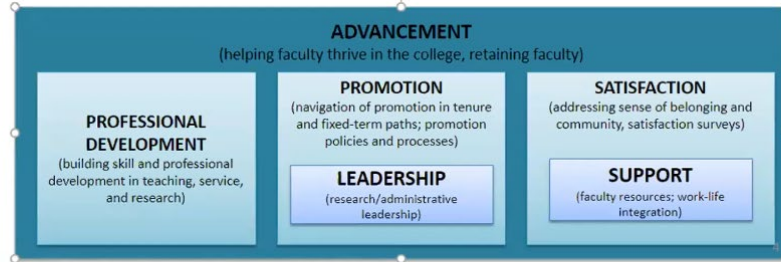 ADVANCEMENT
(helping faculty thrive in the college, retaining faculty)
PROFESSIONAL
DEVELOPMENT
(building skill and professional
development in teaching, service,
and research)
PROMOTION
(navigation of promotion in tenure
and fixed-term paths; promotion
policies and processes)
LEADERSHIP
(research/administrative
leadership)
SATISFACTION
(addressing sense of belonging and
community, satisfaction surveys)
SUPPORT
(faculty resources; work-life
integration)